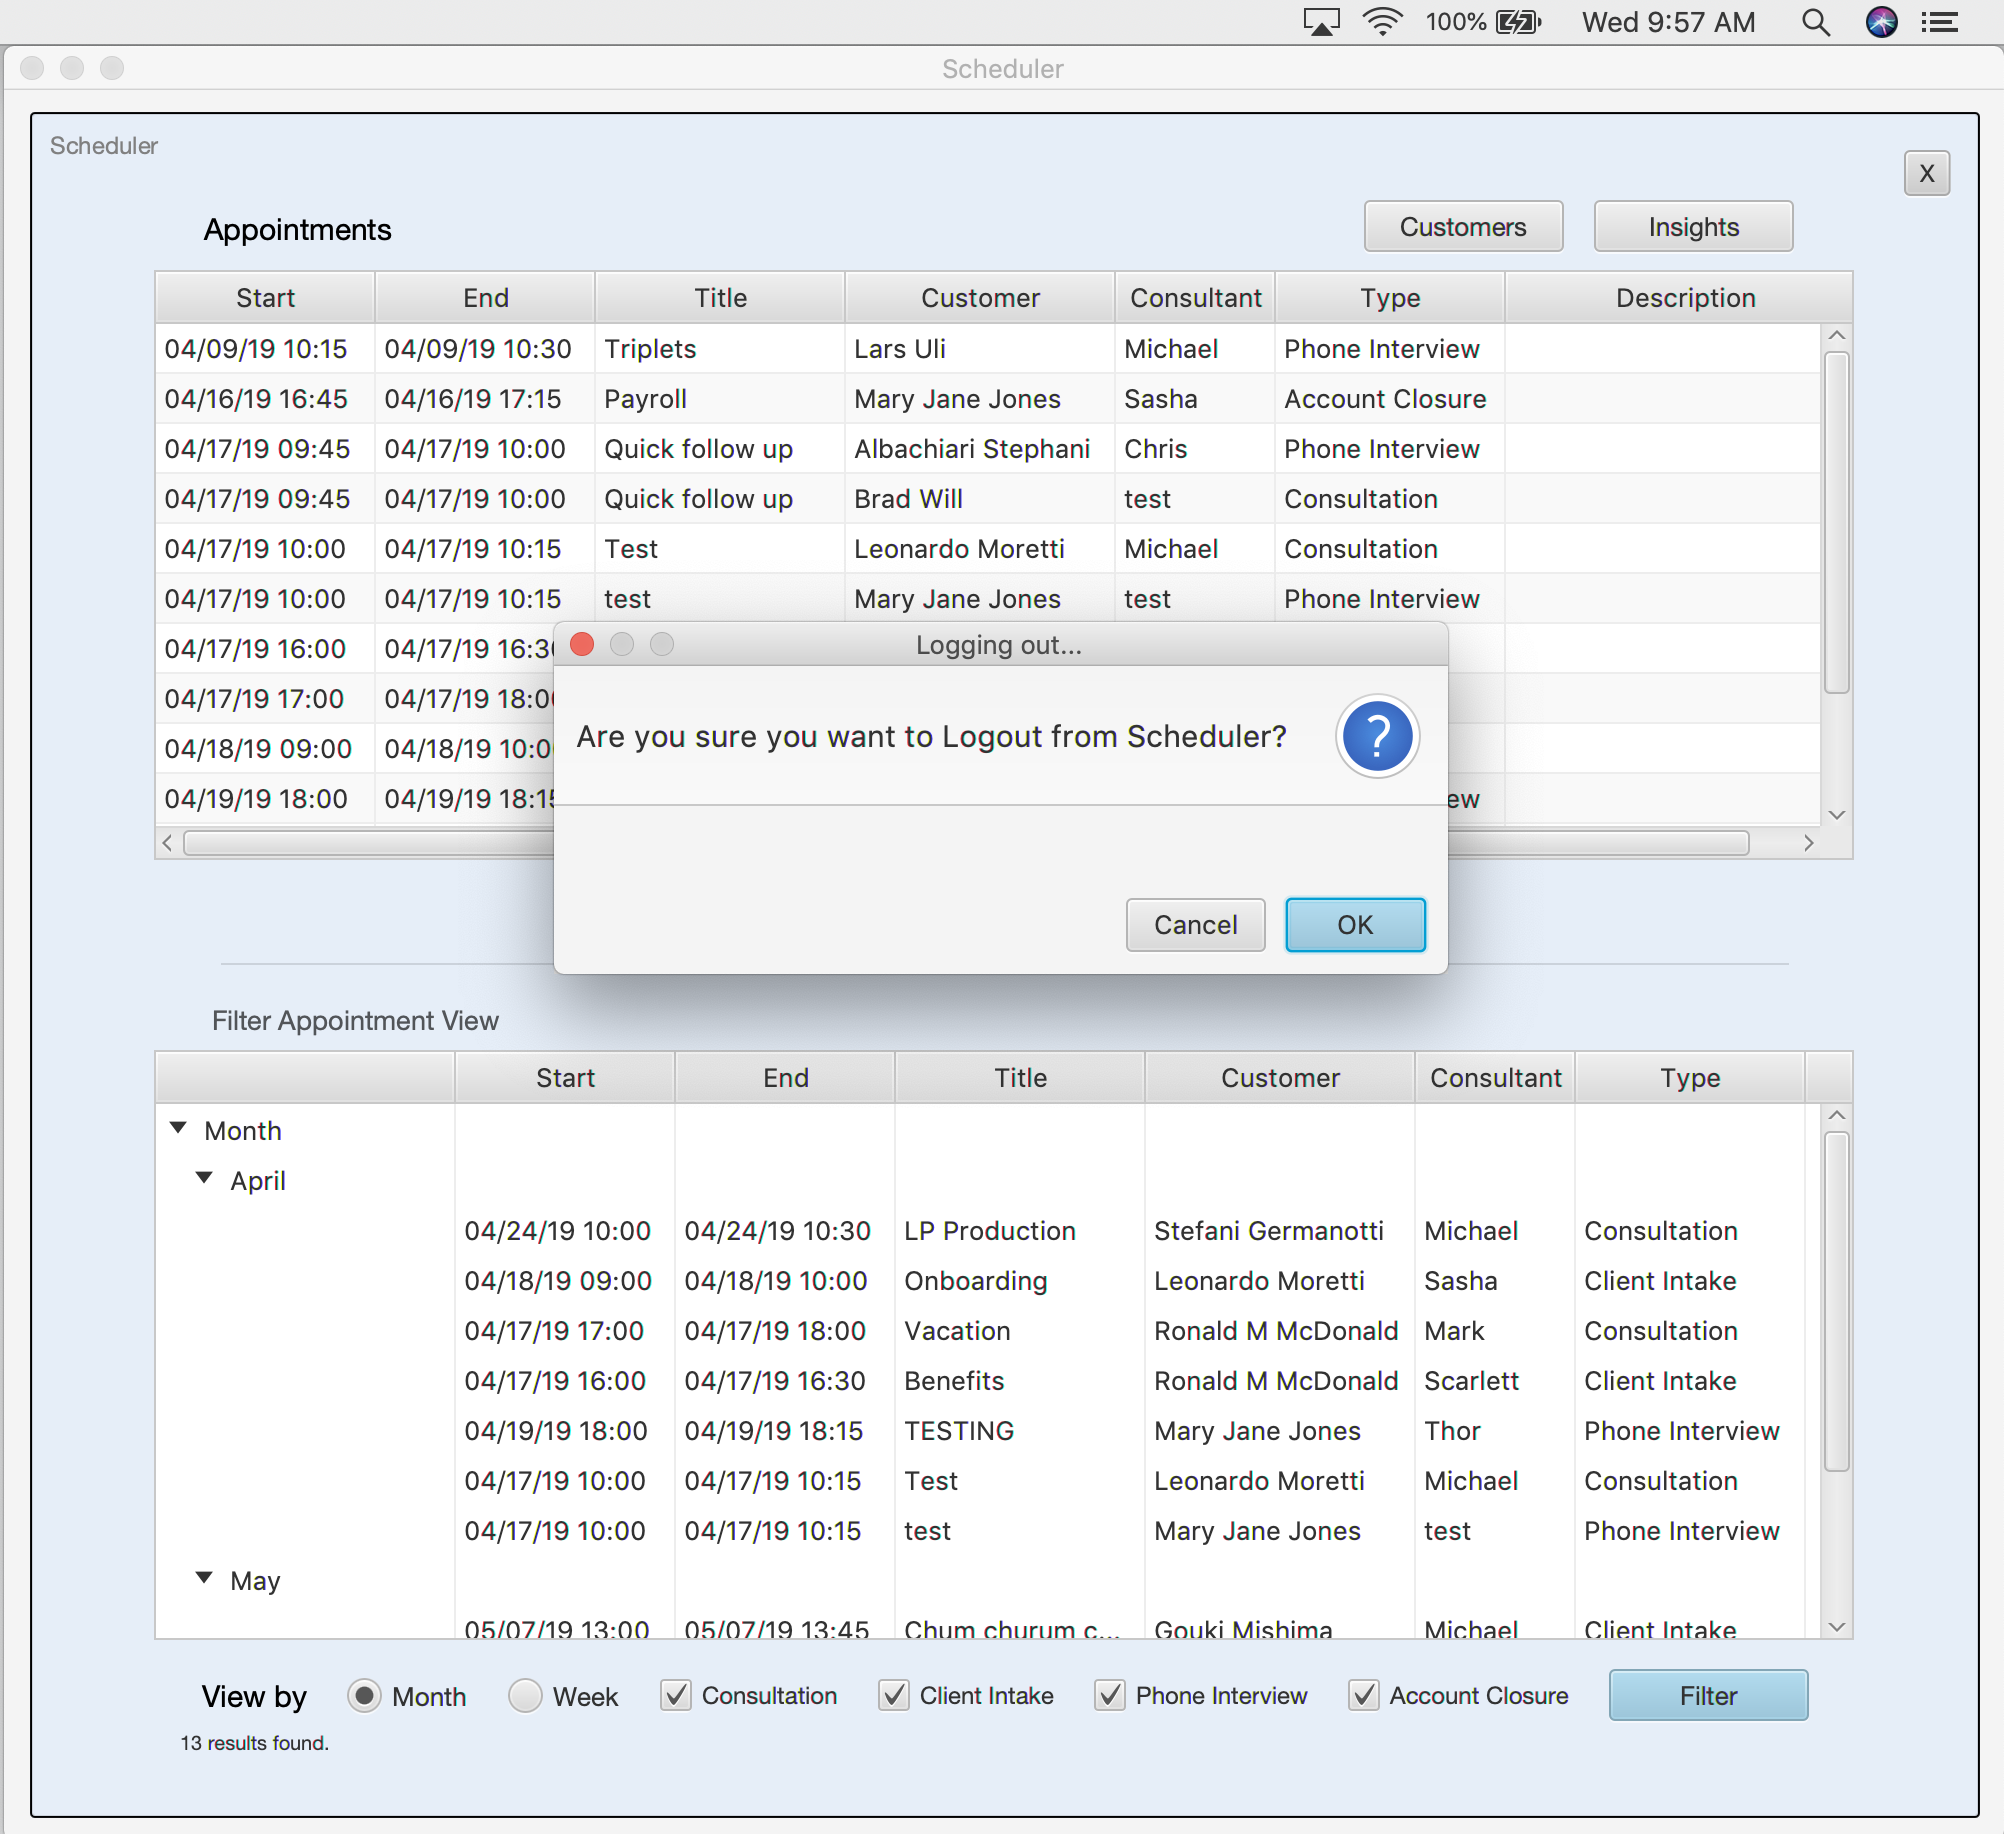 100% Wed 9:57 AM
Scheduler
Scheduler
X
Appointments Customers Insights
Start End Title Customer Consultant Type Description
04/09/19 10:15 04/09/19 10:30 Triplets Lars Uli Michael Phone Interview
04/16/19 16:45 04/16/19 17:15 Payroll Mary Jane Jones Sasha Account Closure
04/17/19 09:45 04/17/19 10:00 Quick follow up Albachiari Stephani Chris Phone Interview
04/17/19 09:45 04/17/19 10:00 Quick follow up Brad Will test Consultation
04/17/19 10:00 04/17/19 10:15 Test Leonardo Moretti Michael Consultation
04/17/19 10:00 04/17/19 10:15 test Mary Jane Jones test Phone Interview
04/17/19 16:00 04/17/19 16:30
04/17/19 17:00 04/17/19 18:00
04/18/19 09:00 04/18/19 10:00
04/19/19 18:00 04/19/19 18:15 ew
Logging out...
Are you sure you want to Logout from Scheduler?
?
Cancel OK
Filter Appointment View
Start End Title Customer Consultant Type
Month
April
04/24/19 10:00 04/24/19 10:30 LP Production Stefani Germanotti Michael Consultation
04/18/19 09:00 04/18/19 10:00 Onboarding Leonardo Moretti Sasha Client Intake
04/17/19 17:00 04/17/19 18:00 Vacation Ronald M McDonald Mark Consultation
04/17/19 16:00 04/17/19 16:30 Benefits Ronald M McDonald Scarlett Client Intake
04/19/19 18:00 04/19/19 18:15 TESTING Mary Jane Jones Thor Phone Interview
04/17/19 10:00 04/17/19 10:15 Test Leonardo Moretti Michael Consultation
04/17/19 10:00 04/17/19 10:15 test Mary Jane Jones test Phone Interview
May
05/07/19 13:00 05/07/19 13:45 Chum churum c... Gouki Mishima Michael Client Intake
View by Month Week Consultation Client Intake Phone Interview Account Closure Filter
13 results found.